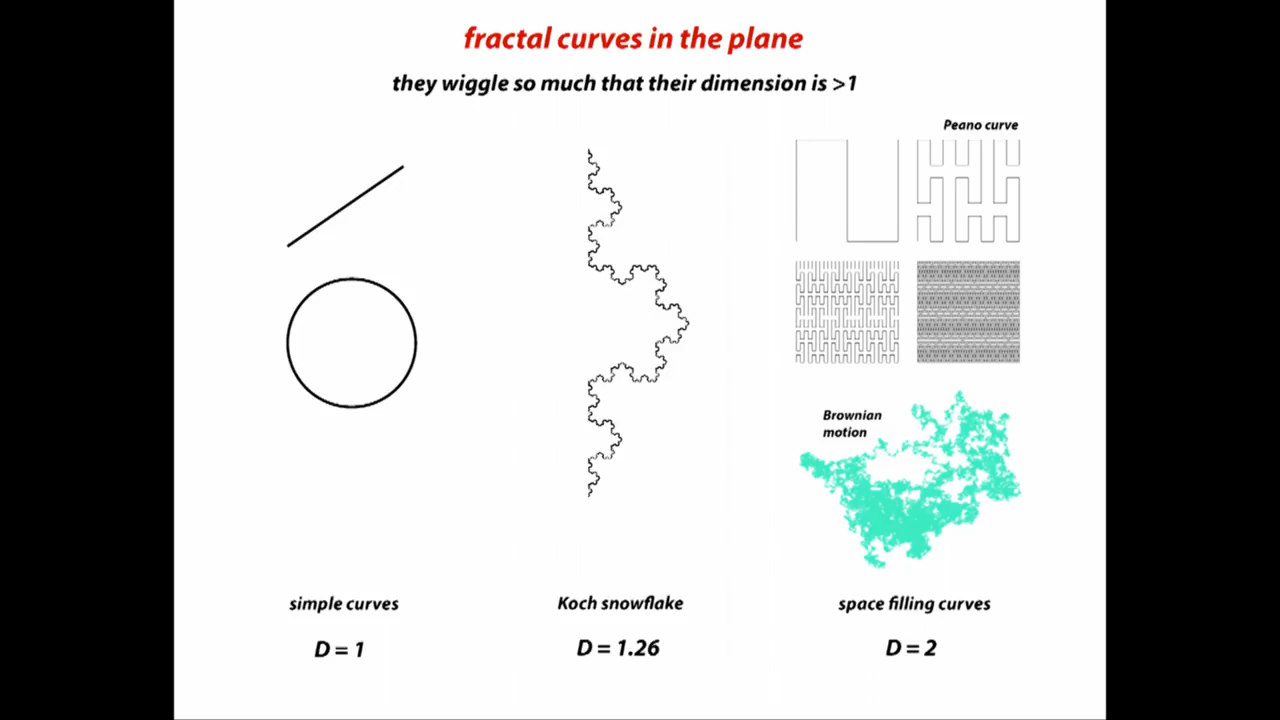 fractal curves in the plane
they wiggle so much that their dimension is >1
Peano curve
Brownian
motion
simple curves
Koch snowflake
space filling curves
D = 1
D = 1.26
D = 2